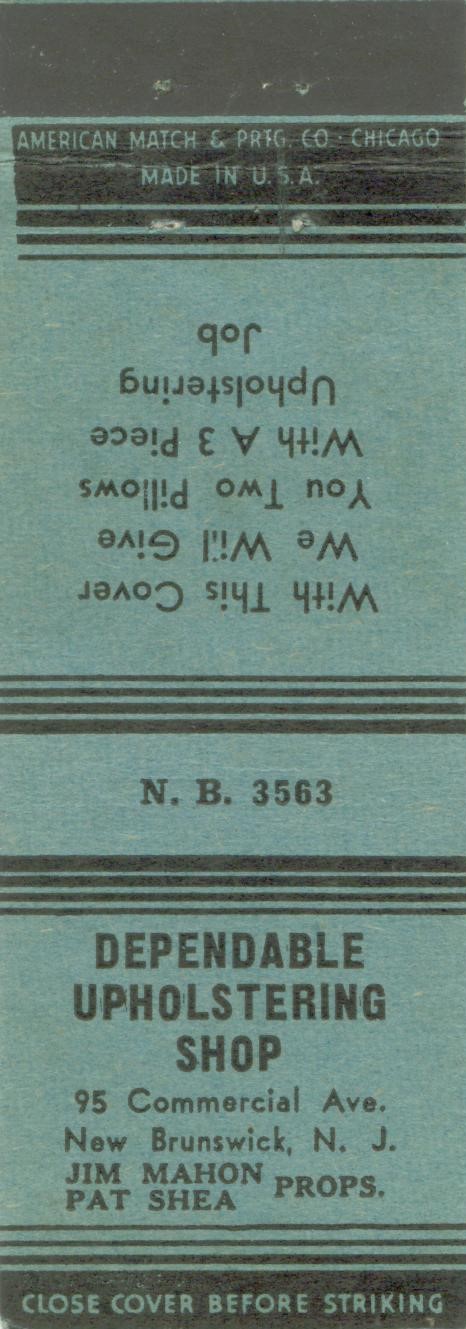 AMERICAN MATCH & PRTG. CO · CHICAGO
MADE IN U.S.A.
With This Cover
We Will Give
You Two Pillows
With A 3 Piece
Upholstering
Job
N. B. 3563
DEPENDABLE
UPHOLSTERING
SHOP
95 Commercial Ave.
New Brunswick, N. J.
JIM MAHON
PAT SHEA PROPS.
CLOSE COVER BEFORE STRIKING